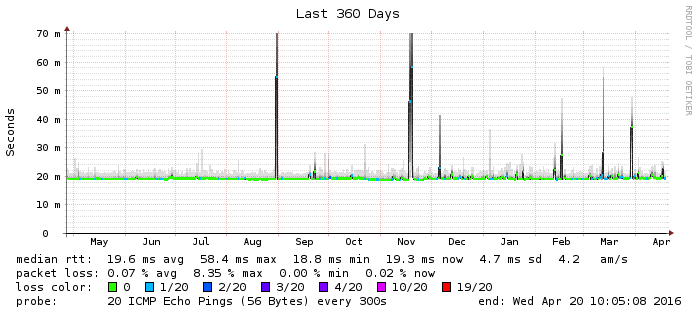 Last 360 Days
RRDTOOL / TOBI OETIKER
Seconds
70 m
60 m
50 m
40 m
30 m
20 m
10 m
0
May Jun Jul Aug Sep Oct Nov Dec Jan Feb Mar Apr
median rtt: 19.6 ms avg 58.4 ms max 18.8 ms min 19.3 ms now 4.7 ms sd 4.2 am/s
packet loss: 0.07 % avg 8.35 % max 0.00 % min 0.02 % now
loss color: 0 1/20 2/20 3/20 4/20 10/20 19/20
probe: 20 ICMP Echo Pings (56 Bytes) every 300s end: Wed Apr 20 10:05:08 2016